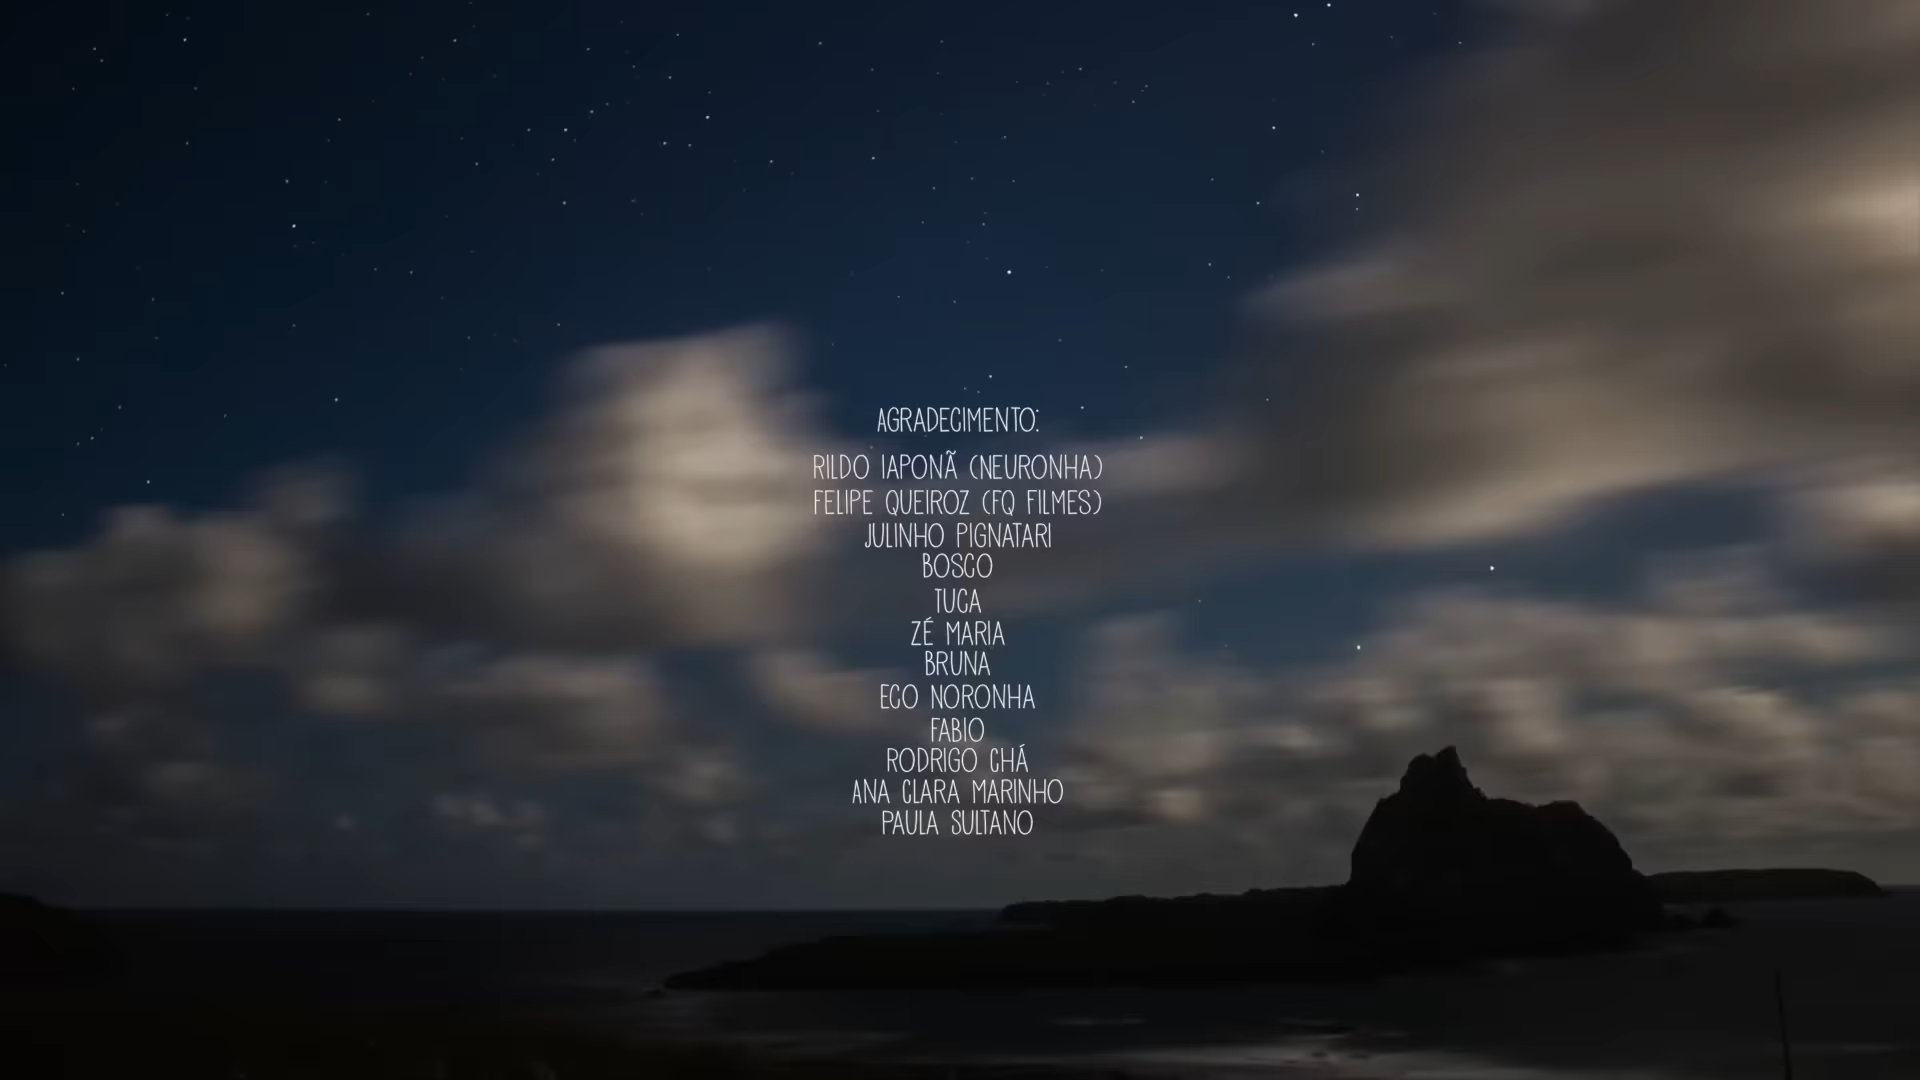 AGRADECIMENTO:
RILDO IAPONÃ (NEURONHA)
FELIPE QUEIROZ (FQ FILMES)
JULINHO PIGNATARI
BOSCO
TUCA
ZÉ MARIA
BRUNA
ECO NORONHA
FABIO
RODRIGO CHÁ
ANA CLARA MARINHO
PAULA SULTANO